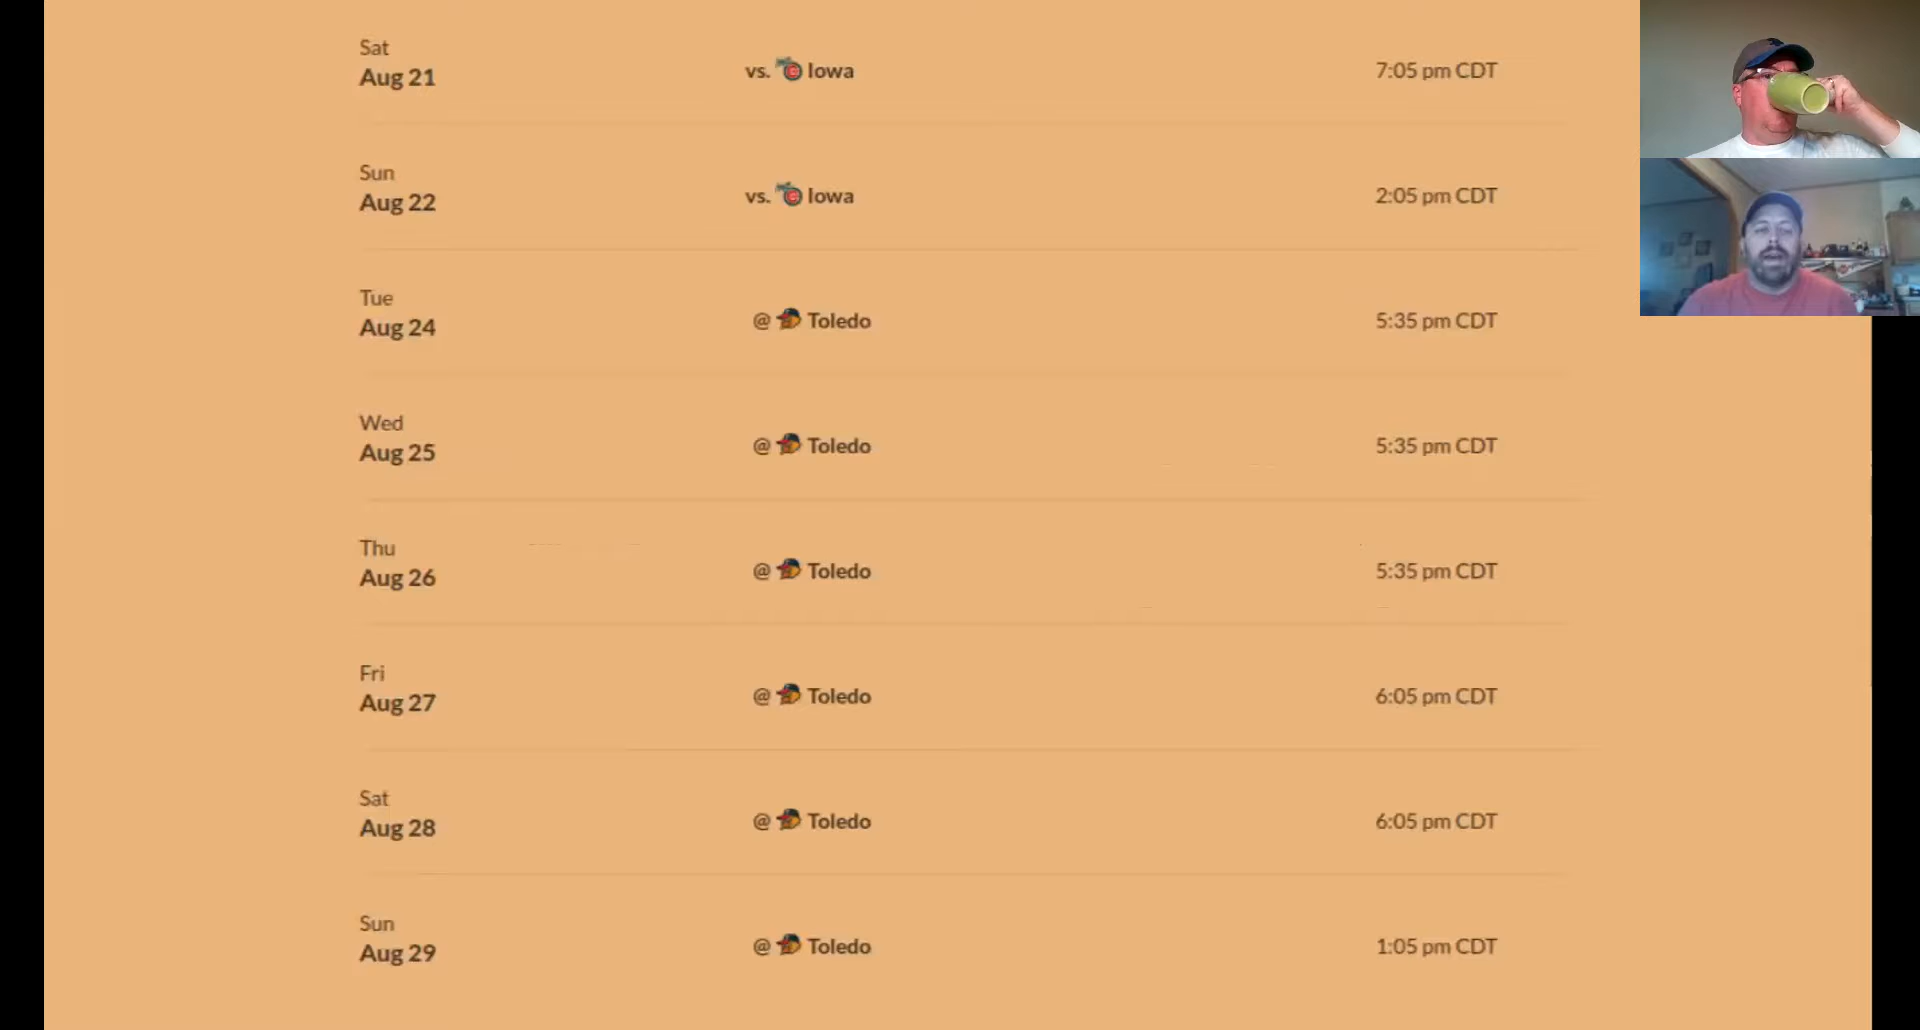 Sat
Aug 21
vs. Iowa
7:05 pm CDT
Sun
Aug 22
vs. Iowa
2:05 pm CDT
Tue
Aug 24
@ Toledo
5:35 pm CDT
Wed
Aug 25
@ Toledo
5:35 pm CDT
Thu
Aug 26
@ Toledo
5:35 pm CDT
Fri
Aug 27
@ Toledo
6:05 pm CDT
Sat
Aug 28
@ Toledo
6:05 pm CDT
Sun
Aug 29
@ Toledo
1:05 pm CDT